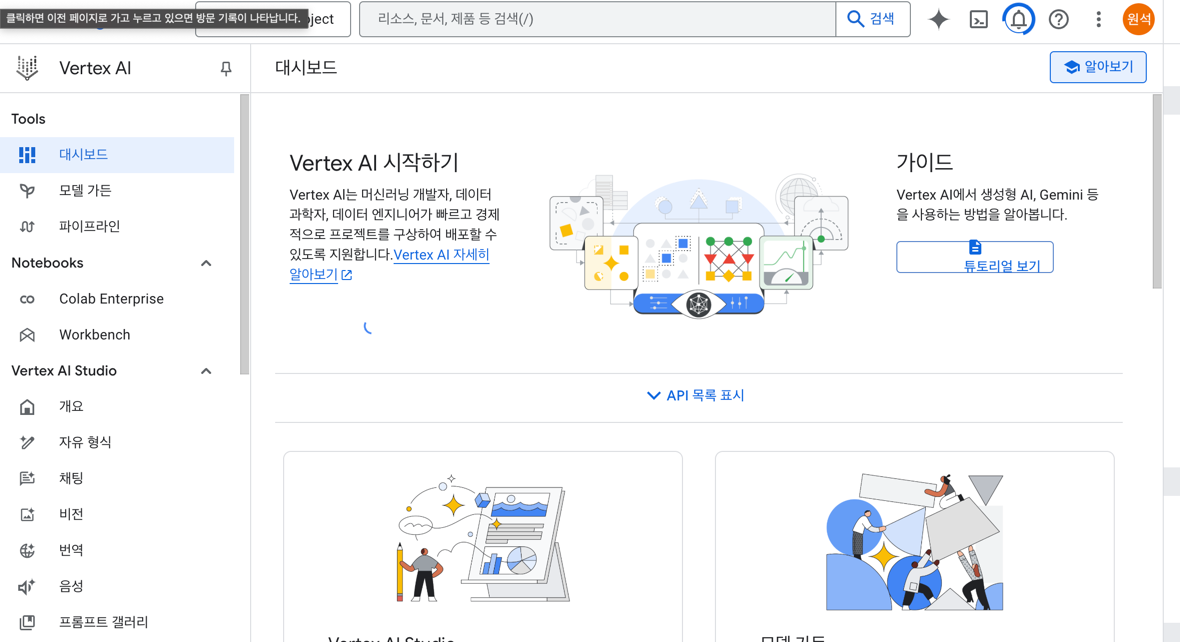 클릭하면 이전 페이지로 가고 누르고 있으면 방문 기록이 나타납니다.
리소스, 문서, 제품 등 검색(/)
검색
원석
Vertex AI
대시보드
알아보기
Tools
대시보드
모델 가든
파이프라인
Notebooks
Colab Enterprise
Workbench
Vertex AI Studio
개요
자유 형식
채팅
비전
번역
음성
프롬프트 갤러리
Vertex AI 시작하기
Vertex AI는 머신러닝 개발자, 데이터
과학자, 데이터 엔지니어가 빠르고 경제
적으로 프로젝트를 구상하여 배포할 수
있도록 지원합니다.Vertex AI 자세히
알아보기
가이드
Vertex AI에서 생성형 AI, Gemini 등
을 사용하는 방법을 알아봅니다.
튜토리얼 보기
API 목록 표시
Vertex AI Studio
모델 가든